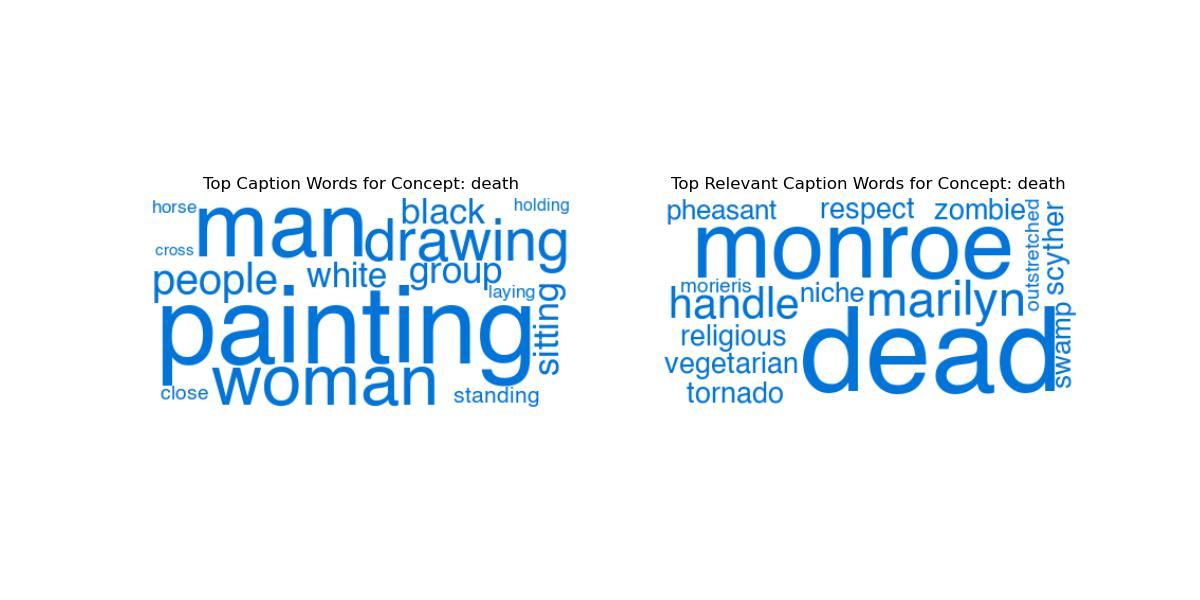 Top Caption Words for Concept: death
horse
man
black
holding
cross
drawing
people
white
group
laying
painting
sitting
close
woman
standing
Top Relevant Caption Words for Concept: death
pheasant
respect
zombie
outstretched
scyther
monroe
morieris
handle
niche
marilyn
religious
dead
swamp
vegetarian
tornado